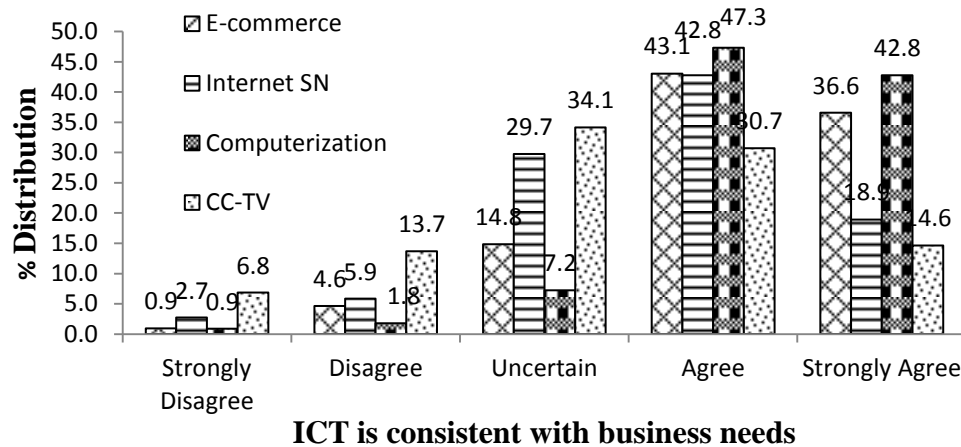 E-commerce
Internet SN
Computerization
CC-TV
% Distribution
50.0
45.0
40.0
35.0
30.0
25.0
20.0
15.0
10.0
5.0
0.0
0.9 2.7 0.9 6.8
4.6 5.9 1.8 13.7
14.8 29.7 7.2 34.1
43.1 42.8 47.3 30.7
36.6 18.9 42.8 14.6
Strongly Disagree Uncertain Agree Strongly Agree
Disagree
ICT is consistent with business needs